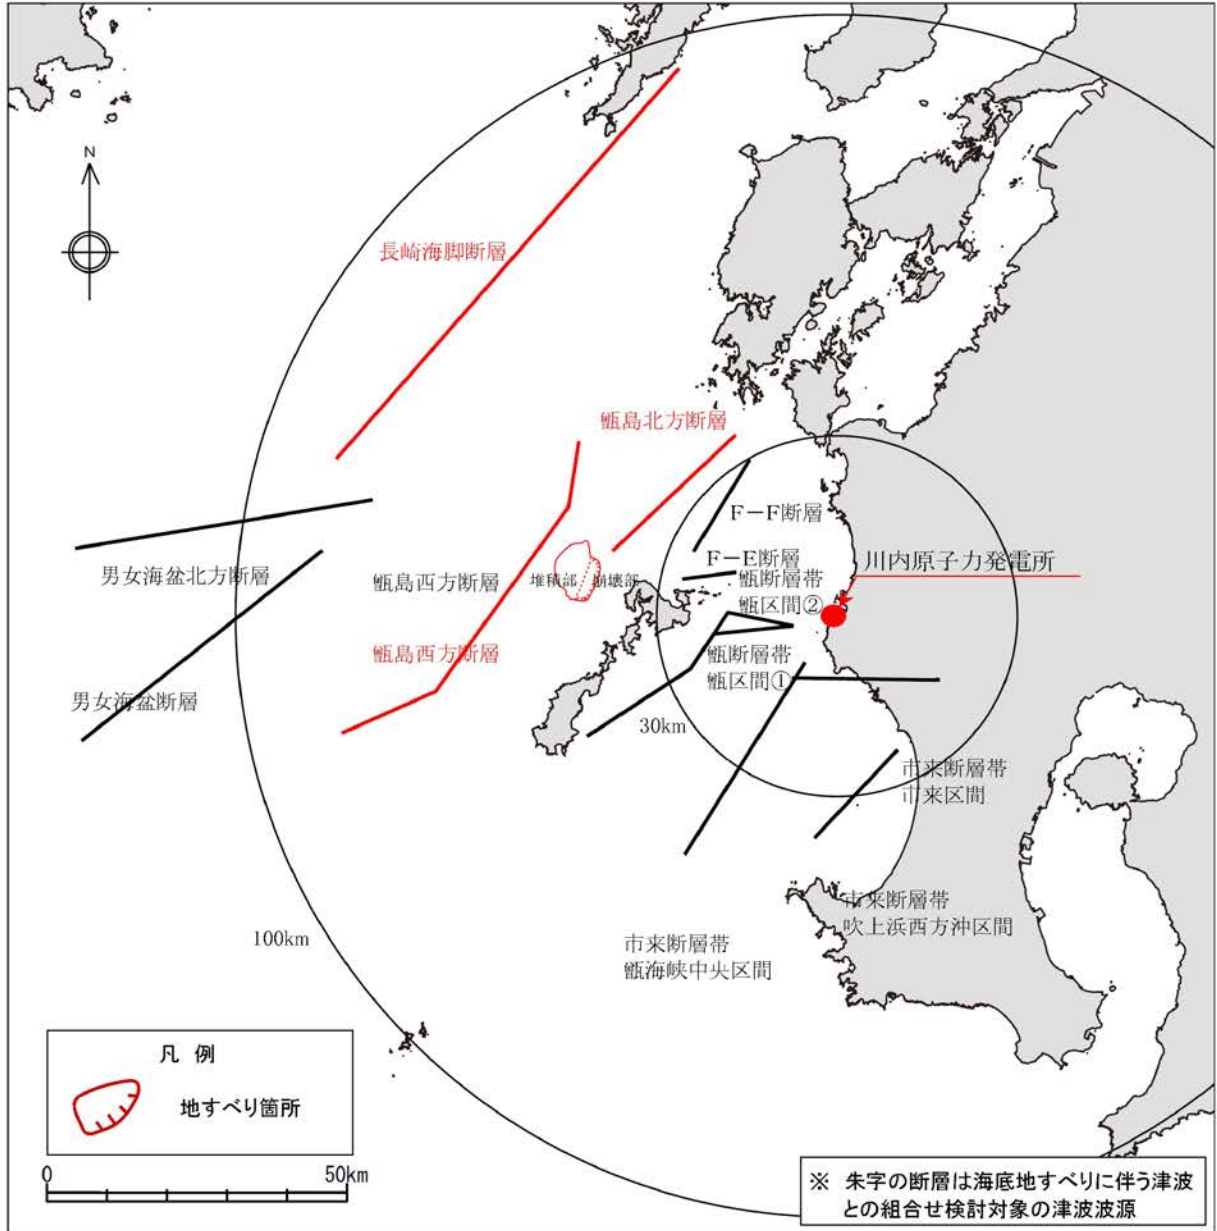 N
長崎海脚断層
甑島北方断層
F-F断層
F-E断層
川内原子力発電所
男女海盆北方断層
甑島西方断層
堆積部
崩壊部
甑断層帯
甑区間②
甑島西方断層
甑断層帯
甑区間①
男女海盆断層
30km
市来断層帯
市来区間
市来断層帯
吹上浜西方沖区間
100km
市来断層帯
甑海峡中央区間
凡 例
地すべり箇所
0
50km
※ 朱字の断層は海底地すべりに伴う津波
との組合せ検討対象の津波波源